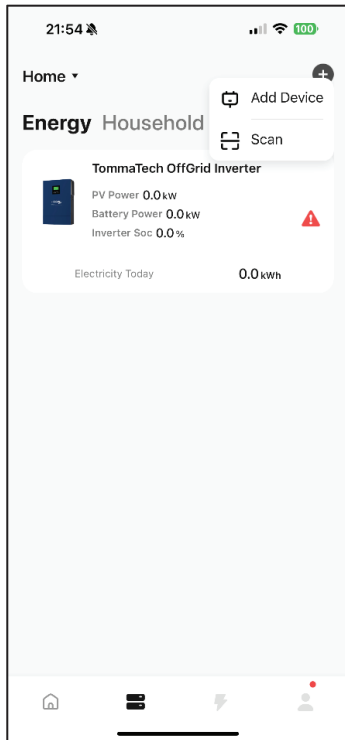 21:54
100
Home
Add Device
Energy Household
Scan
TommaTech OffGrid Inverter
PV Power 0.0 kW
Battery Power 0.0 kW
Inverter Soc 0.0 %
Electricity Today 0.0 kWh